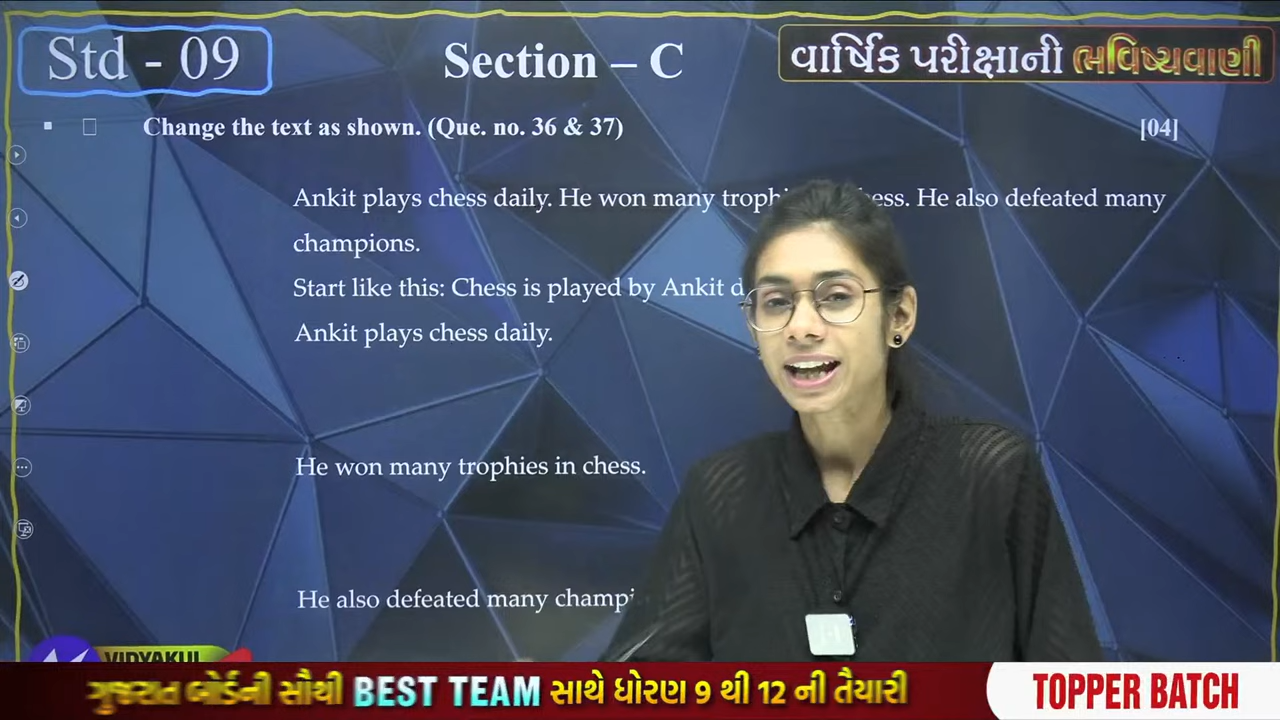 Std - 09
Section – C
વાર્ષિક પરીક્ષાની ભવિષ્યવાણી
Change the text as shown. (Que. no. 36 & 37) [04]
Ankit plays chess daily. He won many He also defeated many
champions.
Start like this: Chess is played by Ankit
Ankit plays chess daily.
He won many trophies in chess.
He also defeated many
VIDYAKUL
ગુજરાત બોર્ડની સૌથી BEST TEAM સાથે ધોરણ 9 થી 12 ની તૈયારી
TOPPER BATCH